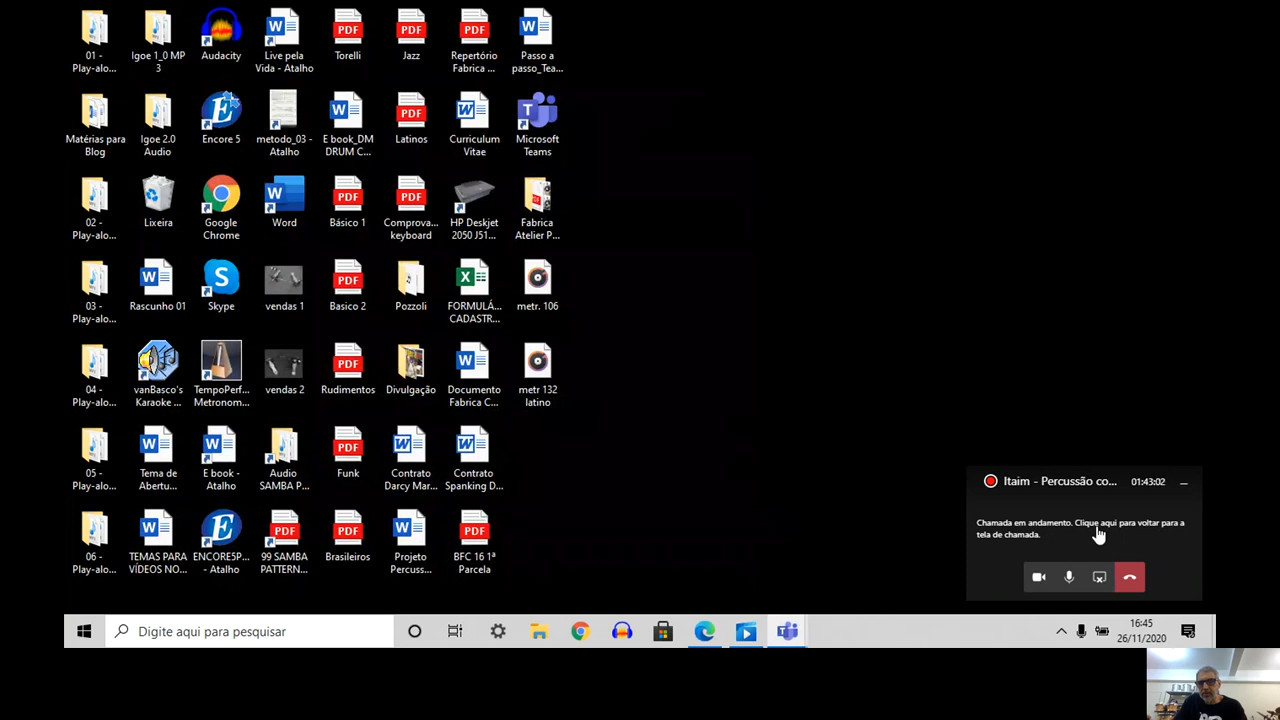 01 -
Play-alo...
Igoe 1_0 MP
3
Audacity
Live pela
Vida - Atalho
Torelli
Jazz
Repertório
Fabrica ...
Passo a
passo_Tea...
Matérias para
Blog
Igoe 2.0
Audio
Encore 5
metodo_03 -
Atalho
E book_DM
DRUM C...
Latinos
Curriculum
Vitae
Microsoft
Teams
02 -
Play-alo...
Lixeira
Google
Chrome
Word
Básico 1
Comprova...
keyboard
HP Deskjet
2050 J51...
Fabrica
Atelier P...
03 -
Play-alo...
Rascunho 01
Skype
vendas 1
Basico 2
Pozzoli
FORMULÁ...
CADASTR...
metr. 106
04 -
Play-alo...
vanBasco's
Karaoke ...
TempoPerf...
Metronom...
vendas 2
Rudimentos
Divulgação
Documento
Fabrica C...
metr 132
latino
05 -
Play-alo...
Tema de
Abertu...
E book -
Atalho
Audio
SAMBA P...
Funk
Contrato
Darcy Mar...
Contrato
Spanking D...
06 -
Play-alo...
TEMAS PARA
VÍDEOS NO...
ENCORE5P...
- Atalho
99 SAMBA
PATTERN...
Brasileiros
Projeto
Percuss...
BFC 16 1ª
Parcela
Itaim - Percussão co... 01:43:02
Chamada em andamento. Clique aqui para voltar para a
tela de chamada.
Digite aqui para pesquisar
16:45
26/11/2020